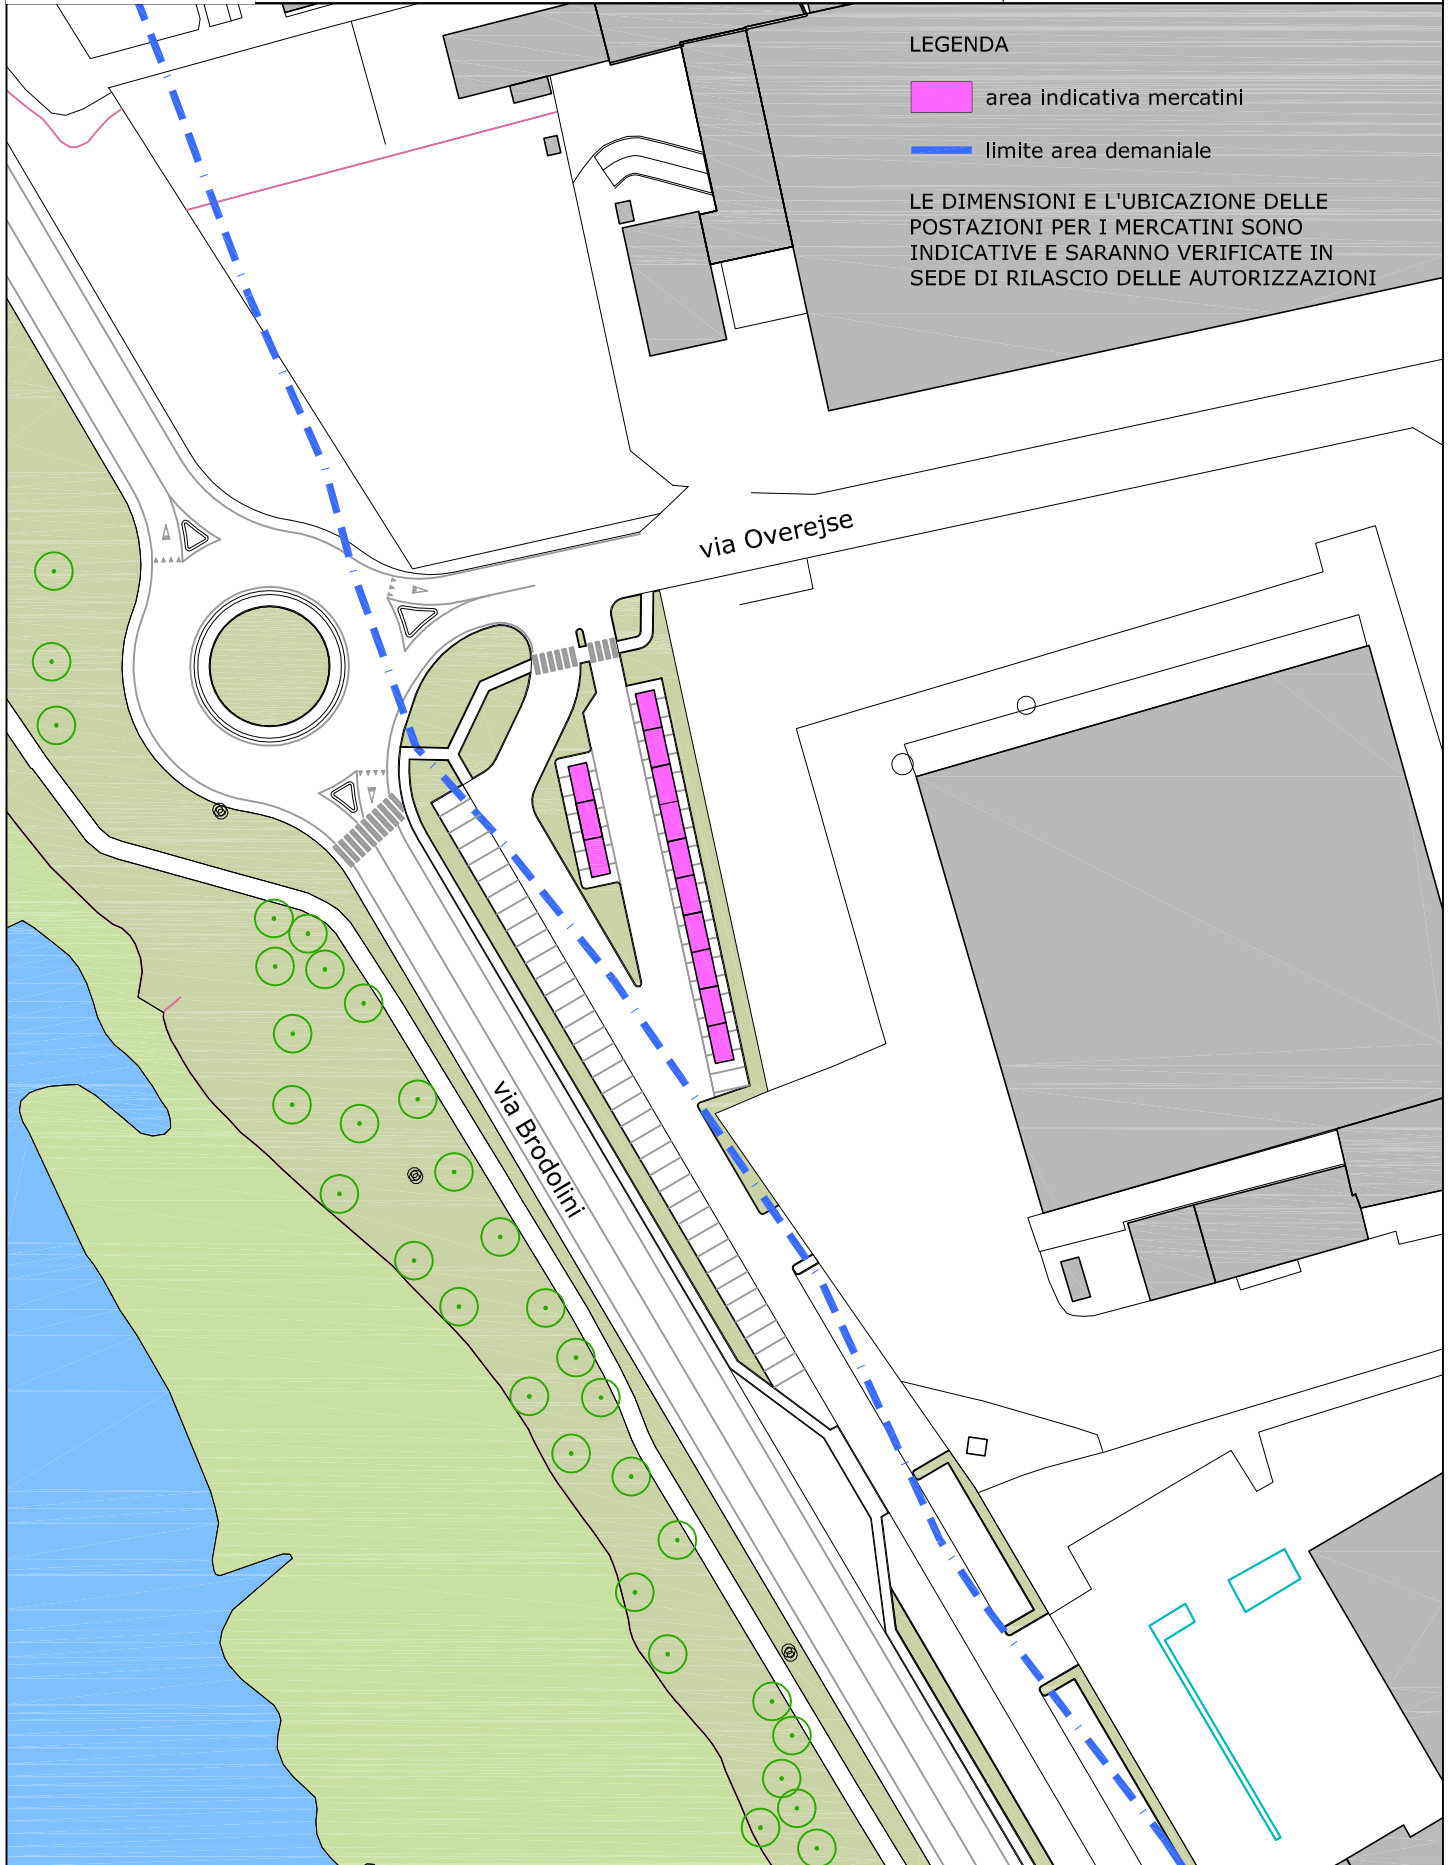 LEGENDA
area indicativa mercatini
limite area demaniale
LE DIMENSIONI E L'UBICAZIONE DELLE
POSTAZIONI PER I MERCATINI SONO
INDICATIVE E SARANNO VERIFICATE IN
SEDE DI RILASCIO DELLE AUTORIZZAZIONI
via Overejse
via Brodolini